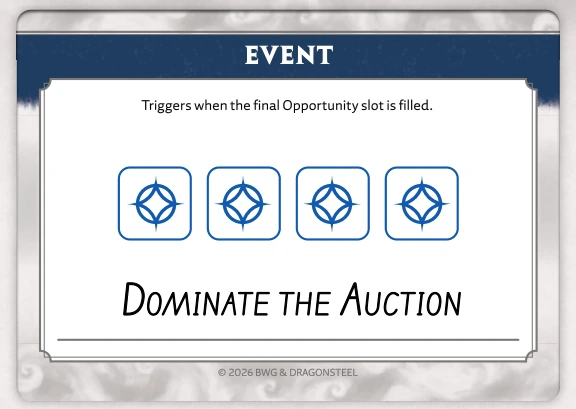 EVENT
Triggers when the final Opportunity slot is filled.
Dominate the Auction
© 2026 BWG & DRAGONSTEEL